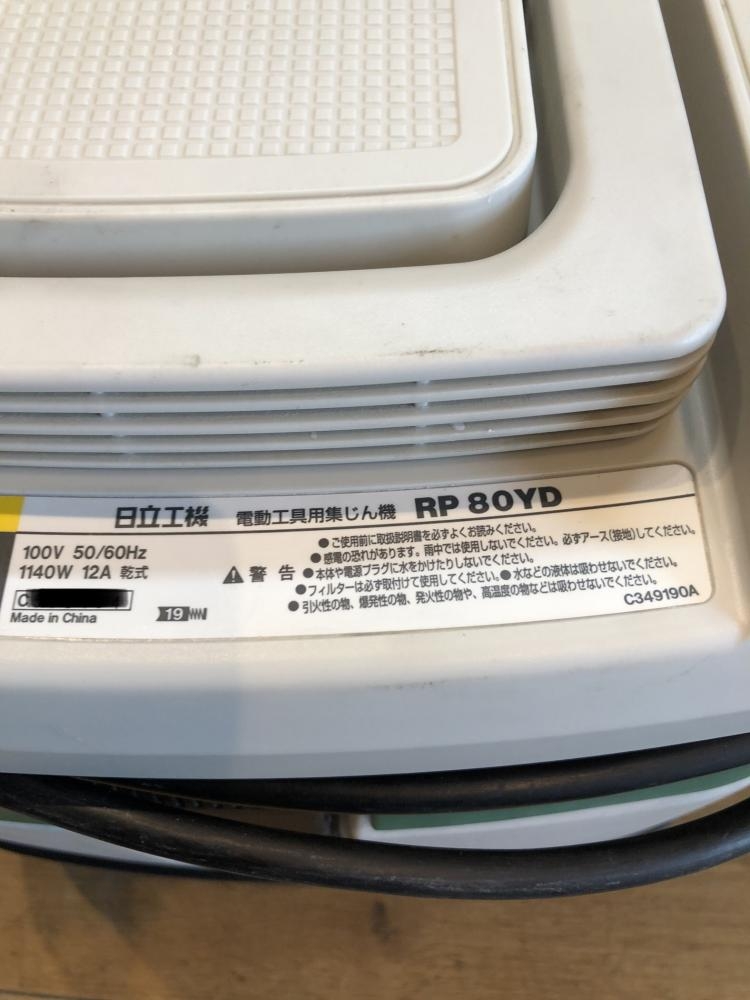 日立工機 電動工具用集じん機 RP 80YD
100V 50/60Hz
1140W 12A 乾式
C
Made in China
19
警告
●ご使用前に取扱説明書を必ずよくお読みください。
●感電の恐れがあります。雨中では使用しないでください。必ずアース(接地)してください。
●本体や電源プラグに水をかけたりしないでください。
●フィルターは必ず取付けて使用してください。●水などの液体は吸わせないでください。
●引火性の物、爆発性の物、発火性の物や、高温度の物などは吸わせないでください。
C349190A